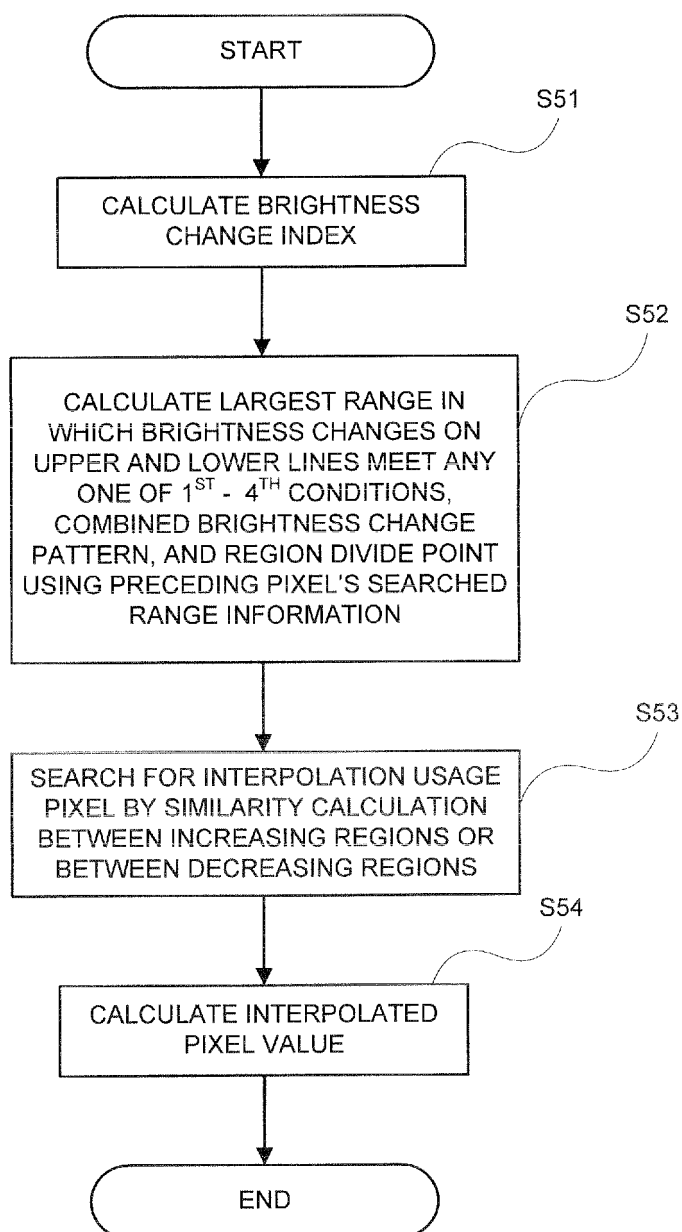 START
S51
CALCULATE BRIGHTNESS
CHANGE INDEX
S52
CALCULATE LARGEST RANGE IN
WHICH BRIGHTNESS CHANGES ON
UPPER AND LOWER LINES MEET ANY
ONE OF 1ST - 4TH CONDITIONS,
COMBINED BRIGHTNESS CHANGE
PATTERN, AND REGION DIVIDE POINT
USING PRECEDING PIXEL'S SEARCHED
RANGE INFORMATION
S53
SEARCH FOR INTERPOLATION USAGE
PIXEL BY SIMILARITY CALCULATION
BETWEEN INCREASING REGIONS OR
BETWEEN DECREASING REGIONS
S54
CALCULATE INTERPOLATED
PIXEL VALUE
END